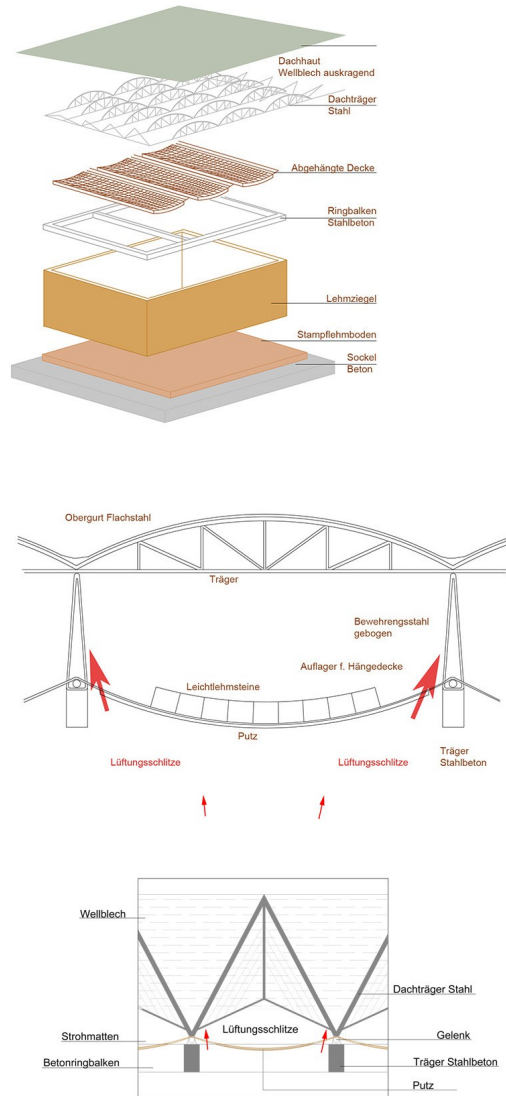 Dachhaut
Wellblech auskragend
Dachträger
Stahl
Abgehängte Decke
Ringbalken
Stahlbeton
Lehmziegel
Stampflehmboden
Sockel
Beton
Obergurt Flachstahl
Träger
Bewehrensstahl
gebogen
Auflager f. Hängedecke
Leichtlehmsteine
Putz
Träger
Stahlbeton
Lüftungsschlitze
Lüftungsschlitze
Wellblech
Dachträger Stahl
Lüftungsschlitze
Strohmatten
Gelenk
Betonringbalken
Träger Stahlbeton
Putz